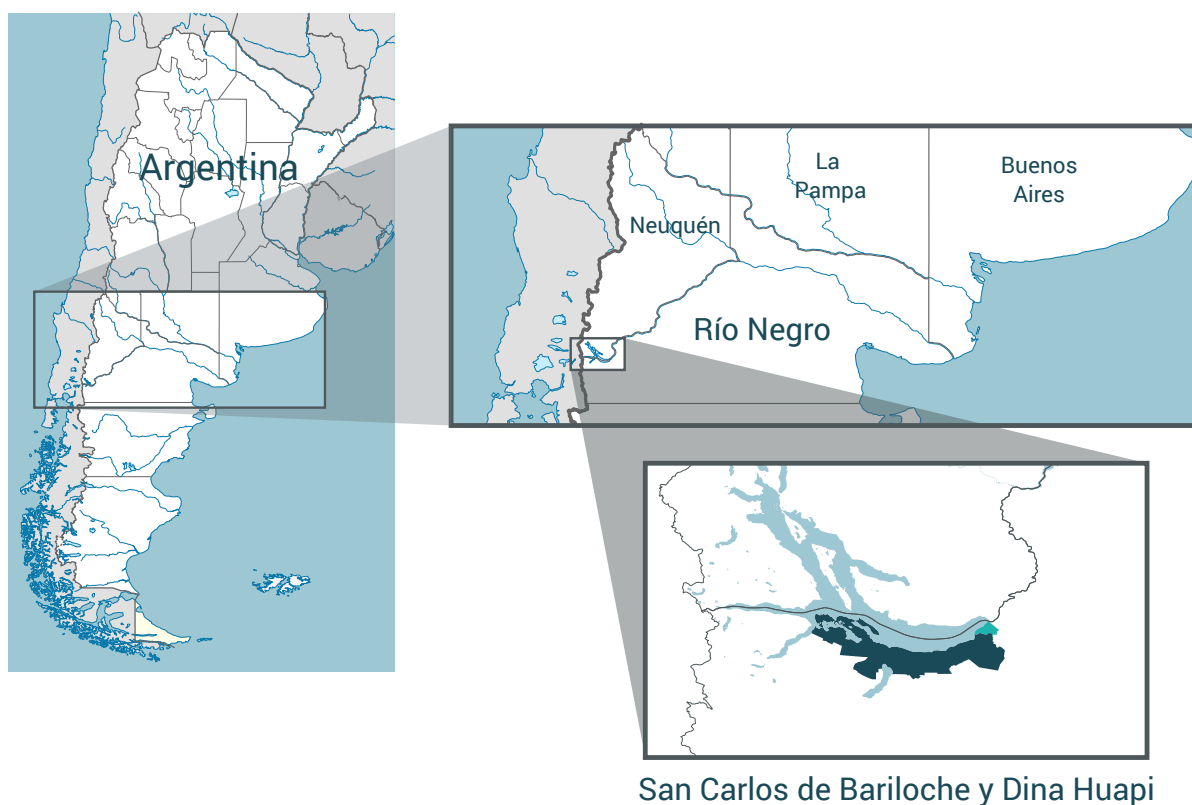 Argentina
La
Pampa
Buenos
Aires
Neuquén
Río Negro
San Carlos de Bariloche y Dina Huapi